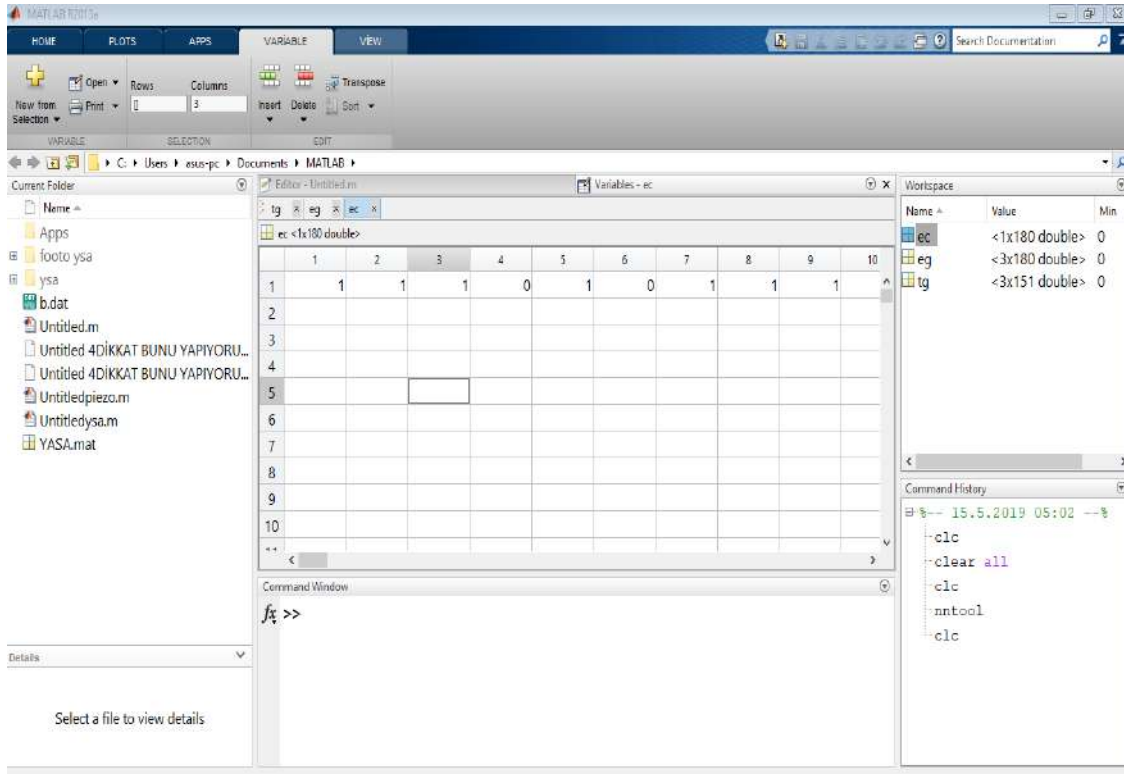 MATLAB R2013a
HOME PLOTS APPS VARIABLE VIEW
Search Documentation
New from Selection
Open
Print
Rows Columns
3
Insert Delete
Transpose
Sort
VARIABLE SELECTION EDIT
C: Users asus-pc Documents MATLAB
Current Folder
Name
Apps
footo ysa
ysa
b.dat
Untitled.m
Untitled 4DİKKAT BUNU YAPIYORU...
Untitled 4DİKKAT BUNU YAPIYORU...
Untitledpiezo.m
Untitledysa.m
YASA.mat
Details
Select a file to view details
Editor - Untitled.m
Variables - ec
tg eg ec
ec <1x180 double>
1 2 3 4 5 6 7 8 9 10
1 1 1 1 0 1 0 1 1 1
2
3
4
5
6
7
8
9
10
Command Window
fx >>
Workspace
Name Value Min
ec <1x180 double> 0
eg <3x180 double> 0
tg <3x151 double> 0
Command History
%-- 15.5.2019 05:02 --%
clc
clear all
clc
nntool
clc